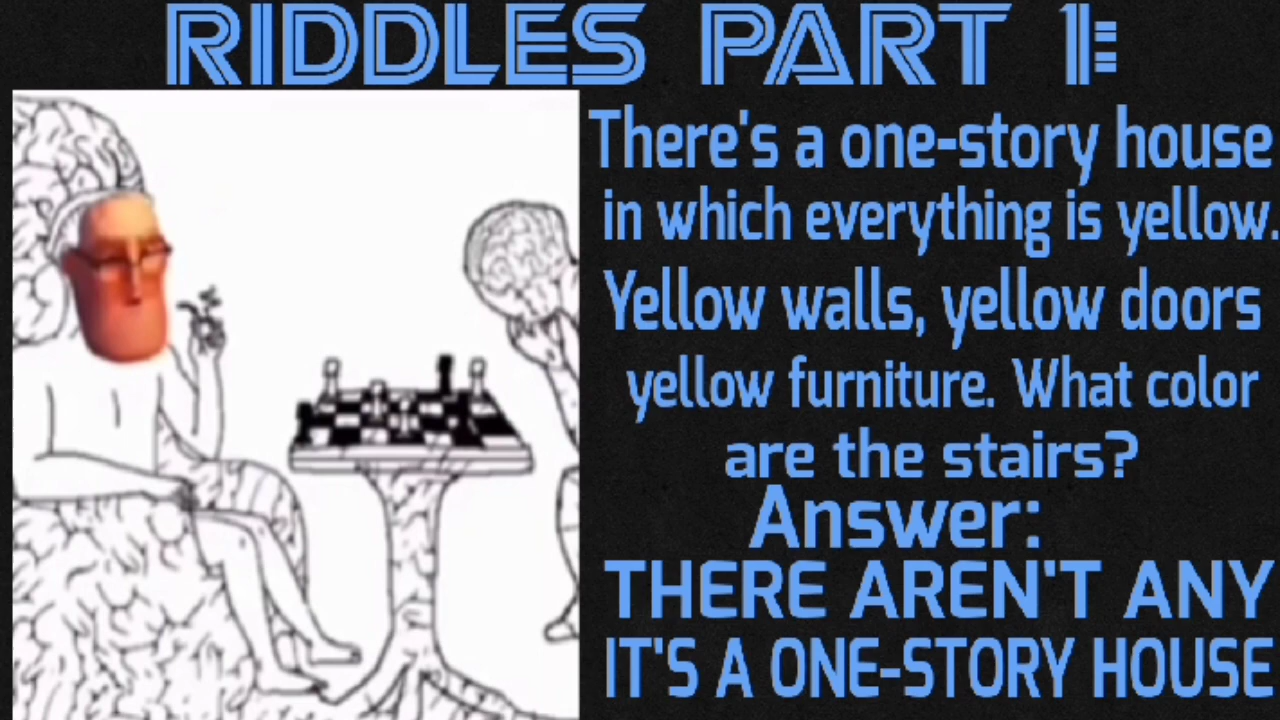 RIDDLES PART 1:
There's a one-story house
in which everything is yellow.
Yellow walls, yellow doors
yellow furniture. What color
are the stairs?
Answer:
THERE AREN'T ANY
IT'S A ONE-STORY HOUSE